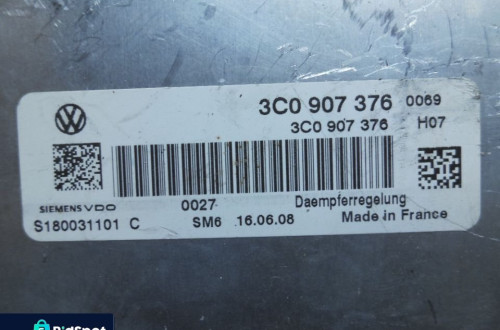 3C0 907 376 0069
3C0 907 376 H07
SIEMENS VDO 0027 Daempferregelung
S180031101 C SM6 16.06.08 Made in France
BidSpot